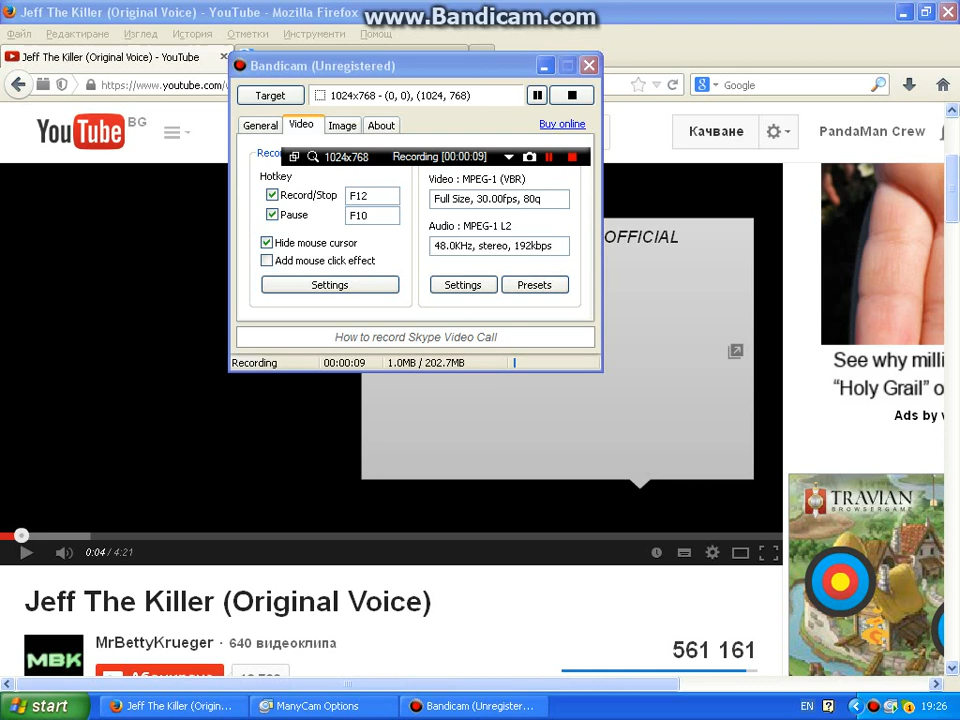 Jeff The Killer (Original Voice) - YouTube - Mozilla Firefox
www.Bandicam.com
Файл Редактиране Изглед История Отметки Инструменти Помощ
Jeff The Killer (Original Voice) - YouTube
Bandicam (Unregistered)
https://www.youtube.com/
Google
Target
1024x768 - (0, 0), (1024, 768)
General Video Image About
Buy online
YouTube BG
Качване
PandaMan Crew
1024x768 Recording [00:00:09]
Hotkey
Record/Stop F12
Pause F10
Hide mouse cursor
Add mouse click effect
Settings
Video : MPEG-1 (VBR)
Full Size, 30.00fps, 80q
Audio : MPEG-1 L2
48.0KHz, stereo, 192kbps
Settings Presets
OFFICIAL
How to record Skype Video Call
Recording 00:00:09 1.0MB / 202.7MB
See why milli
“Holy Grail” o
Ads by
TRAVIAN
BROWSERGAME
0:04 / 4:21
Jeff The Killer (Original Voice)
MBK
MrBettyKrueger · 640 видеоклипа
561 161
start
Jeff The Killer (Origin...
ManyCam Options
Bandicam (Unregister...
EN
19:26